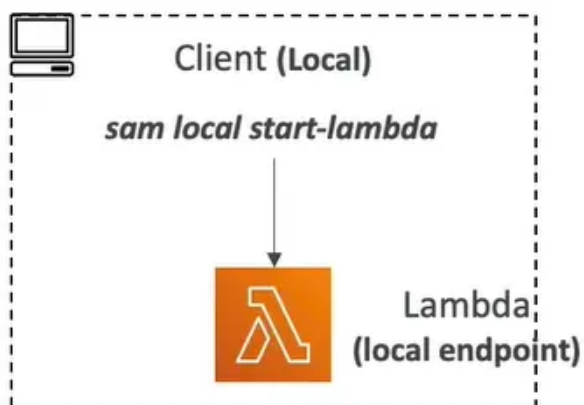 Client (Local)
sam local start-lambda
Lambda
(local endpoint)